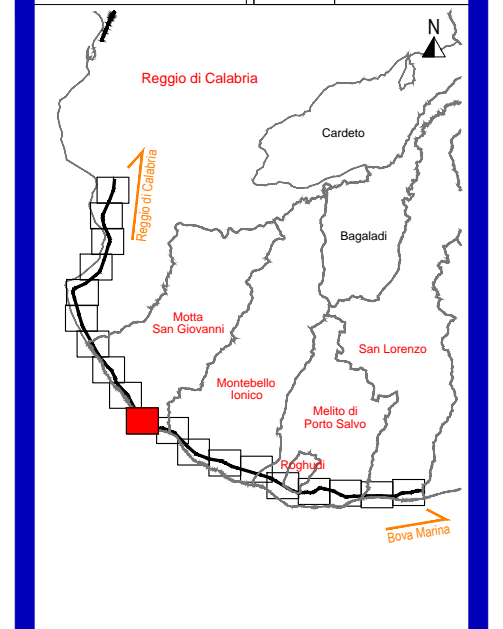 N
Reggio di Calabria
Cardeto
Reggio di Calabria
Bagaladi
Motta
San Giovanni
San Lorenzo
Montebello
Ionico
Melito di
Porto Salvo
Roghudi
Bova Marina